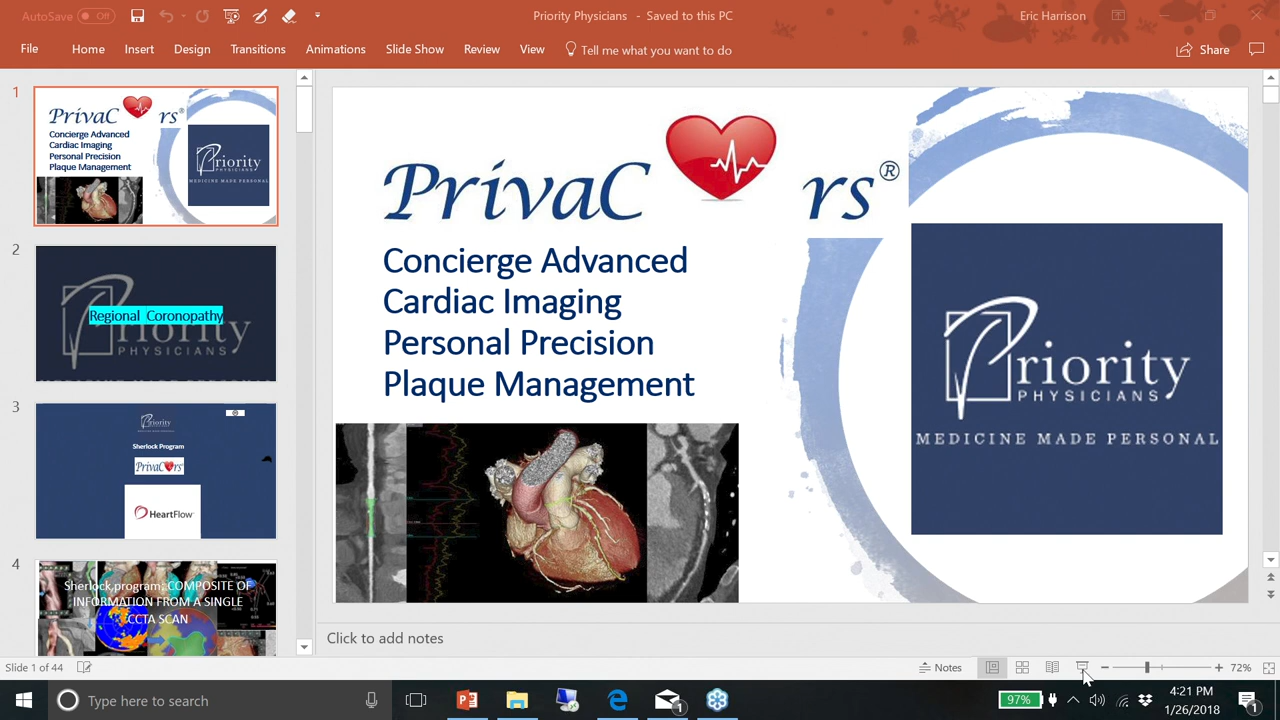 AutoSave Off
Priority Physicians - Saved to this PC
Eric Harrison
File Home Insert Design Transitions Animations Slide Show Review View Tell me what you want to do
Share
1
PrivaC rs®
Concierge Advanced
Cardiac Imaging
Personal Precision
Plaque Management
Priority
PHYSICIANS
MEDICINE MADE PERSONAL
2
Regional Coronopathy
Priority
PHYSICIANS
3
Priority
Sherlock Program
PrivaC rs
HeartFlow
4
Sherlock program: COMPOSITE OF
INFORMATION FROM A SINGLE
CCTA SCAN
PrivaC rs®
Concierge Advanced
Cardiac Imaging
Personal Precision
Plaque Management
Priority
PHYSICIANS
MEDICINE MADE PERSONAL
Click to add notes
Slide 1 of 44
Notes
72%
Type here to search
1
97%
4:21 PM
1/26/2018
1